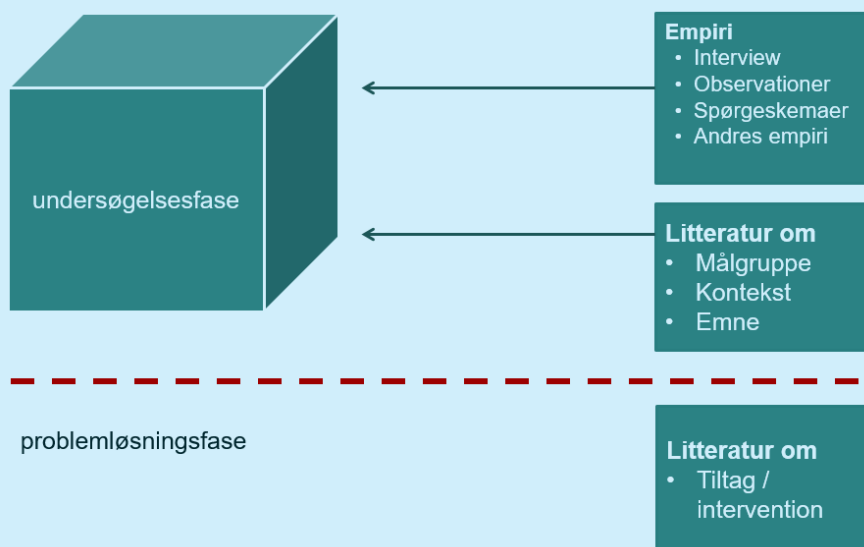 Empiri
• Interview
• Observationer
• Spørgeskemaer
• Andres empiri
undersøgelsesfase
Litteratur om
• Målgruppe
• Kontekst
• Emne
problemløsningsfase
Litteratur om
• Tiltag /
intervention